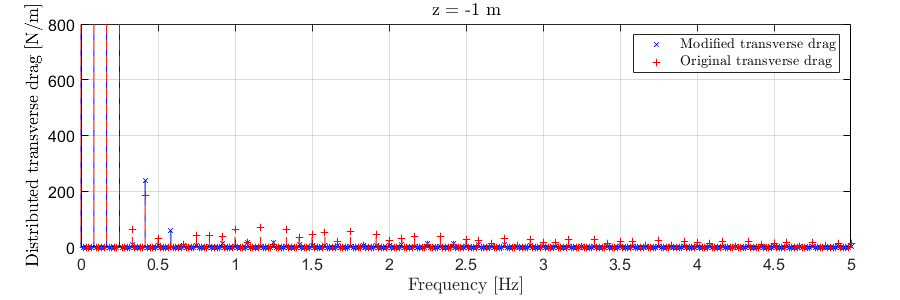 z = -1 m
Distributed transverse drag [N/m]
800
600
400
200
0
Modified transverse drag
Original transverse drag
0 0.5 1 1.5 2 2.5 3 3.5 4 4.5 5
Frequency [Hz]